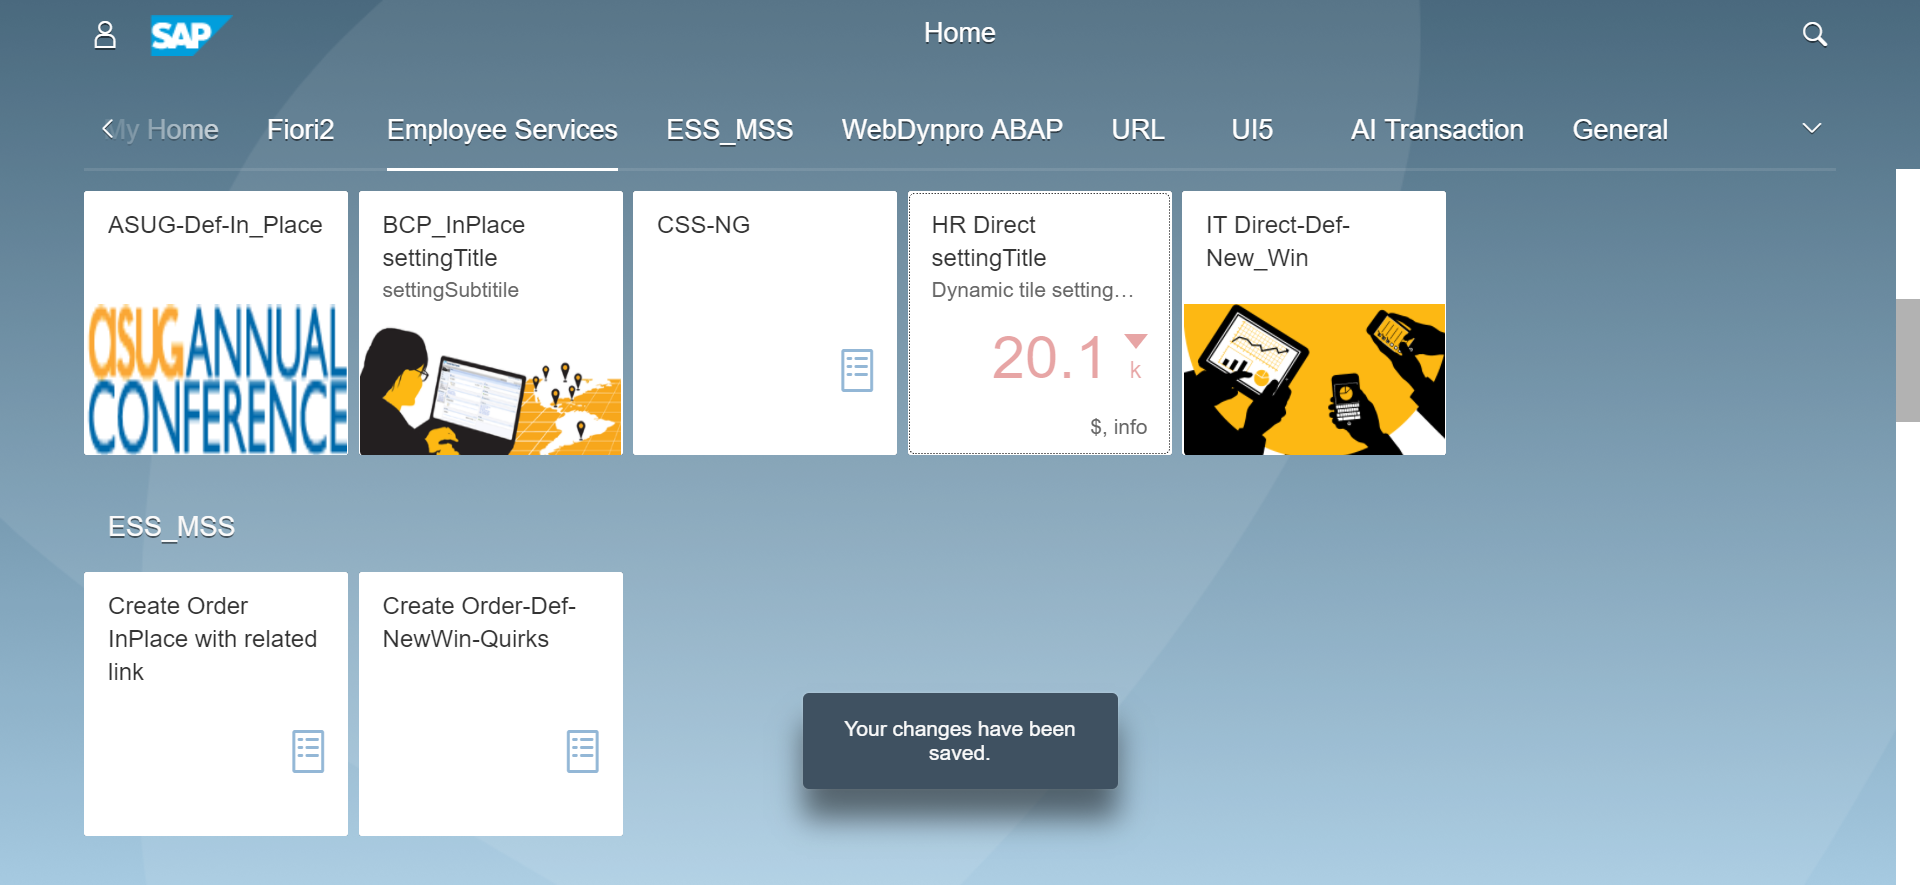 SAP
Home
My Home
Fiori2
Employee Services
ESS_MSS
WebDynpro ABAP
URL
UI5
AI Transaction
General
ASUG-Def-In_Place
asug ANNUAL
CONFERENCE
BCP_InPlace
settingTitle
settingSubtitile
CSS-NG
HR Direct
settingTitle
Dynamic tile setting...
20.1
k
$, info
IT Direct-Def-
New_Win
ESS_MSS
Create Order
InPlace with related
link
Create Order-Def-
NewWin-Quirks
Your changes have been
saved.